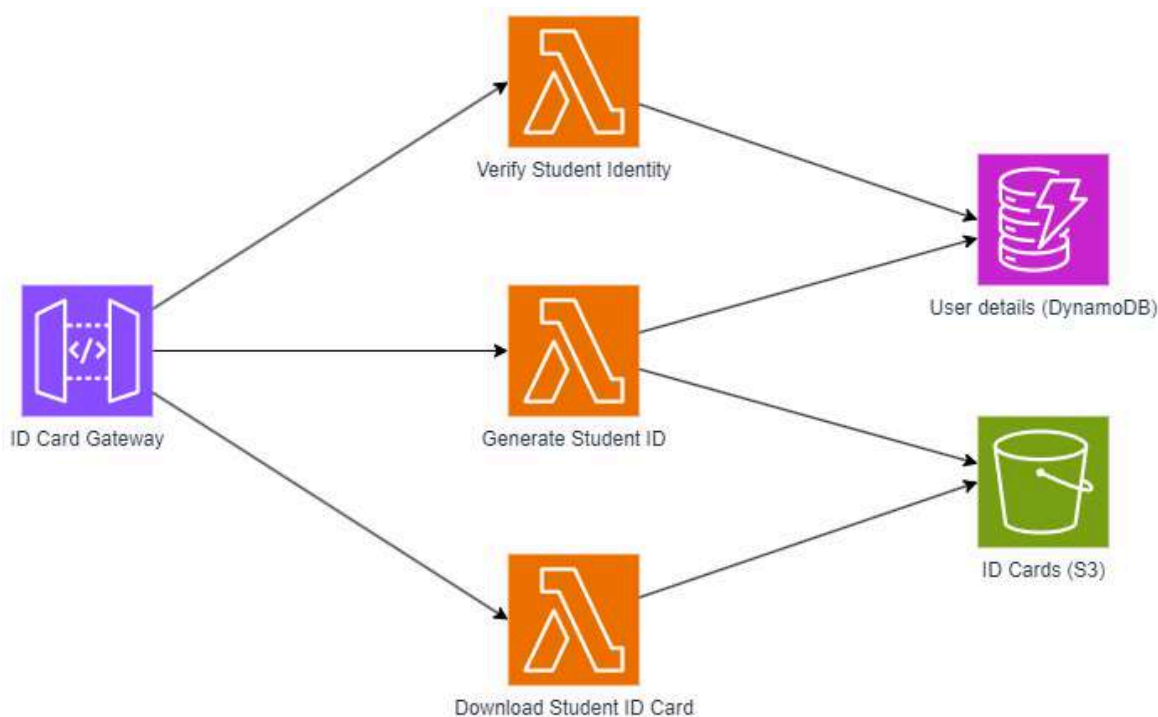 Verify Student Identity
User details (DynamoDB)
</>
ID Card Gateway
Generate Student ID
ID Cards (S3)
Download Student ID Card